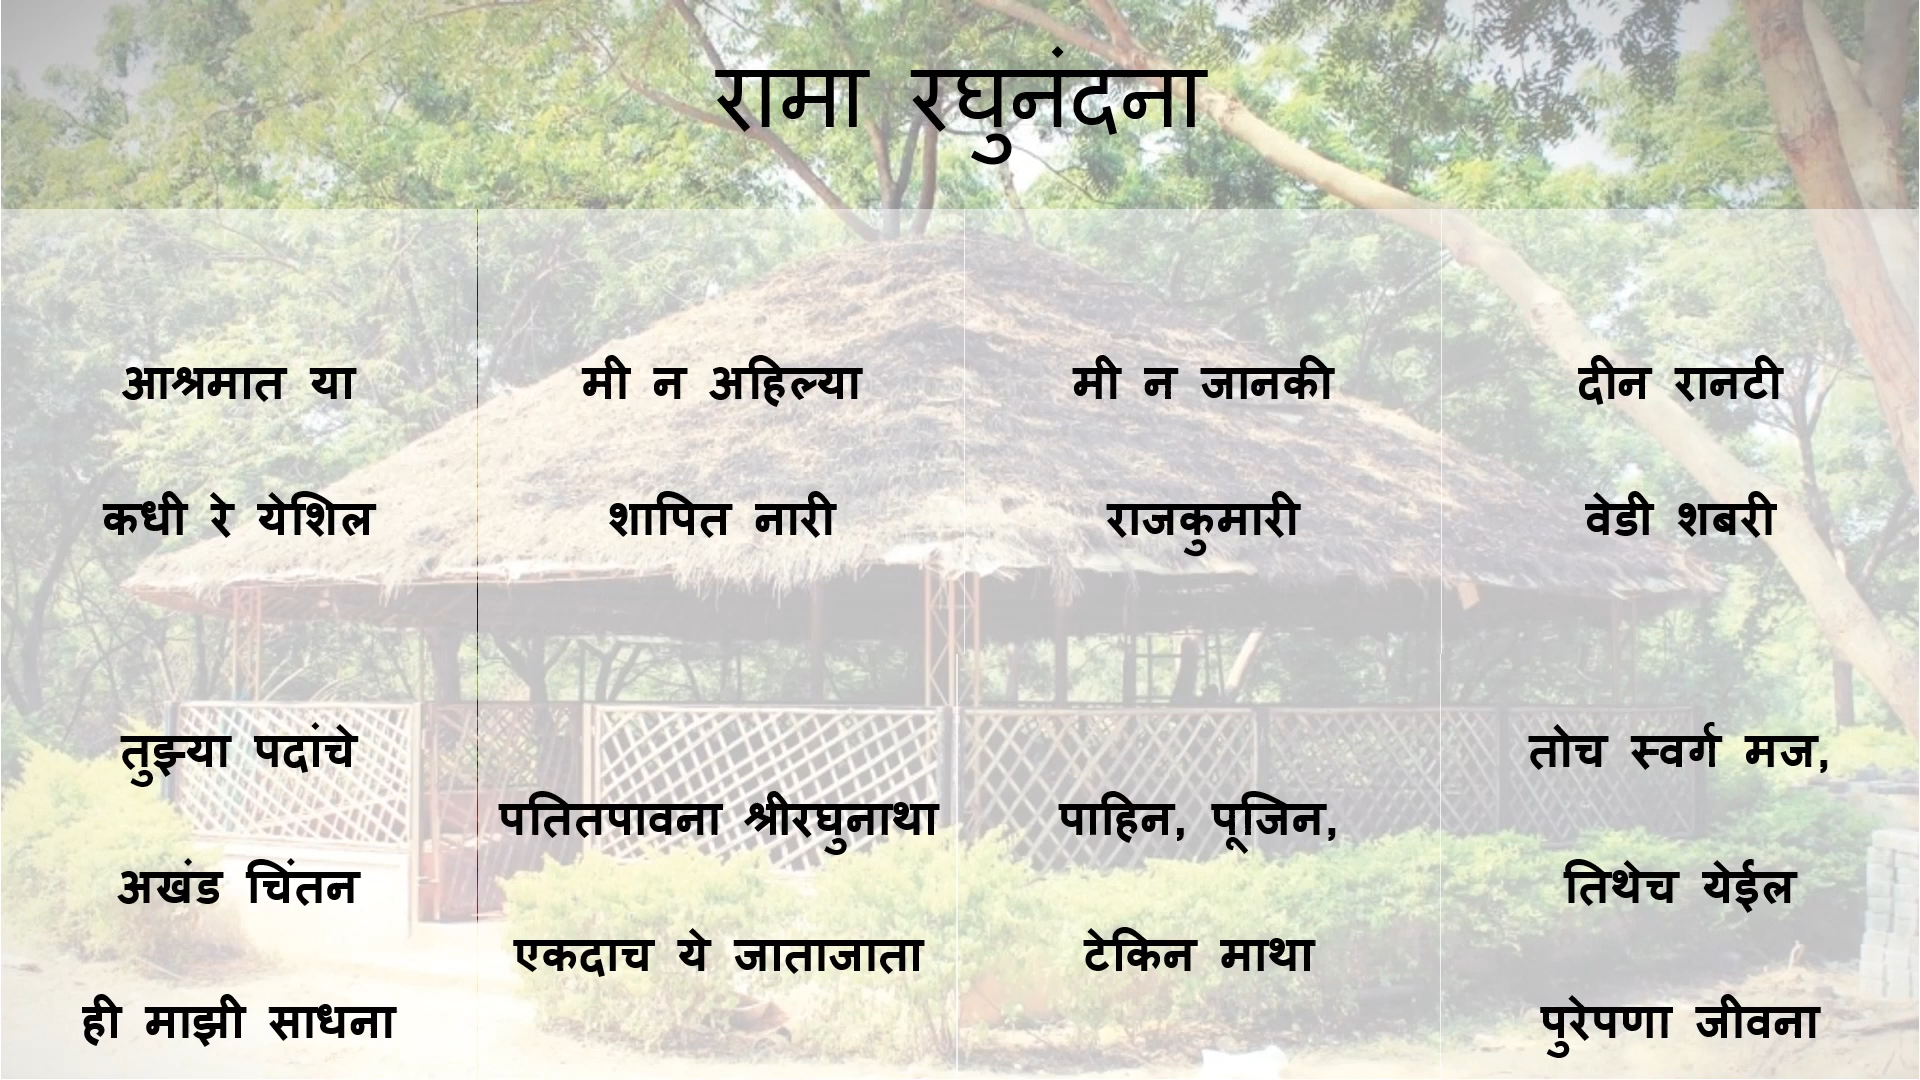 रामा रघुनंदना
आश्रमात या
कधी रे येशिल
मी न अहिल्या
शापित नारी
मी न जानकी
राजकुमारी
दीन रानटी
वेडी शबरी
तुझ्या पदांचे
अखंड चिंतन
ही माझी साधना
पतितपावना श्रीरघुनाथा
एकदाच ये जाताजाता
पाहिन, पूजिन,
टेकिन माथा
तोच स्वर्ग मज,
तिथेच येईल
पुरेपणा जीवना